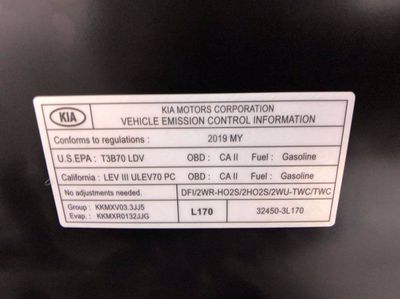 KIA
KIA MOTORS CORPORATION
VEHICLE EMISSION CONTROL INFORMATION
Conforms to regulations : 2019 MY
U.S.EPA : T3B70 LDV OBD : CA II Fuel : Gasoline
California : LEV III ULEV70 PC OBD : CA II Fuel : Gasoline
No adjustments needed. DFI/2WR-HO2S/2HO2S/2WU-TWC/TWC
Group : KKMXV03.3JJ5
Evap. : KKMXR0132JJG
L170 32450-3L170